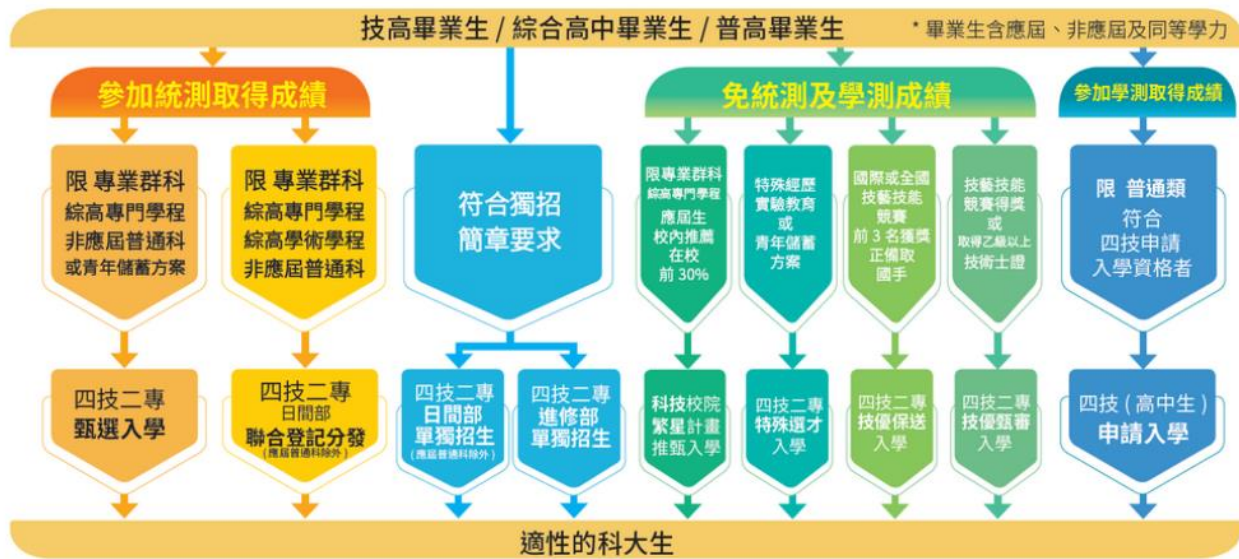 技高畢業生 / 綜合高中畢業生 / 普高畢業生
* 畢業生含應屆、非應屆及同等學力
參加統測取得成績
免統測及學測成績
參加學測取得成績
限 專業群科
綜高專門學程
非應屆普通科
或青年儲蓄方案
限 專業群科
綜高專門學程
綜高學術學程
非應屆普通科
符合獨招
簡章要求
限專業群科
綜高專門學程
應屆生
校內推薦
在校
前 30%
特殊經歷
實驗教育
或
青年儲蓄
方案
國際或全國
技藝技能
競賽
前 3 名獲獎
正備取
國手
技藝技能
競賽得獎
或
取得乙級以上
技術士證
限 普通類
符合
四技申請
入學資格者
四技二專
甄選入學
四技二專
日間部
聯合登記分發
(應屆普通科除外)
四技二專
日間部
單獨招生
(應屆普通科除外)
四技二專
進修部
單獨招生
科技校院
繁星計畫
推甄入學
四技二專
特殊選才
入學
四技二專
技優保送
入學
四技二專
技優甄審
入學
四技 ( 高中生 )
申請入學
適性的科大生